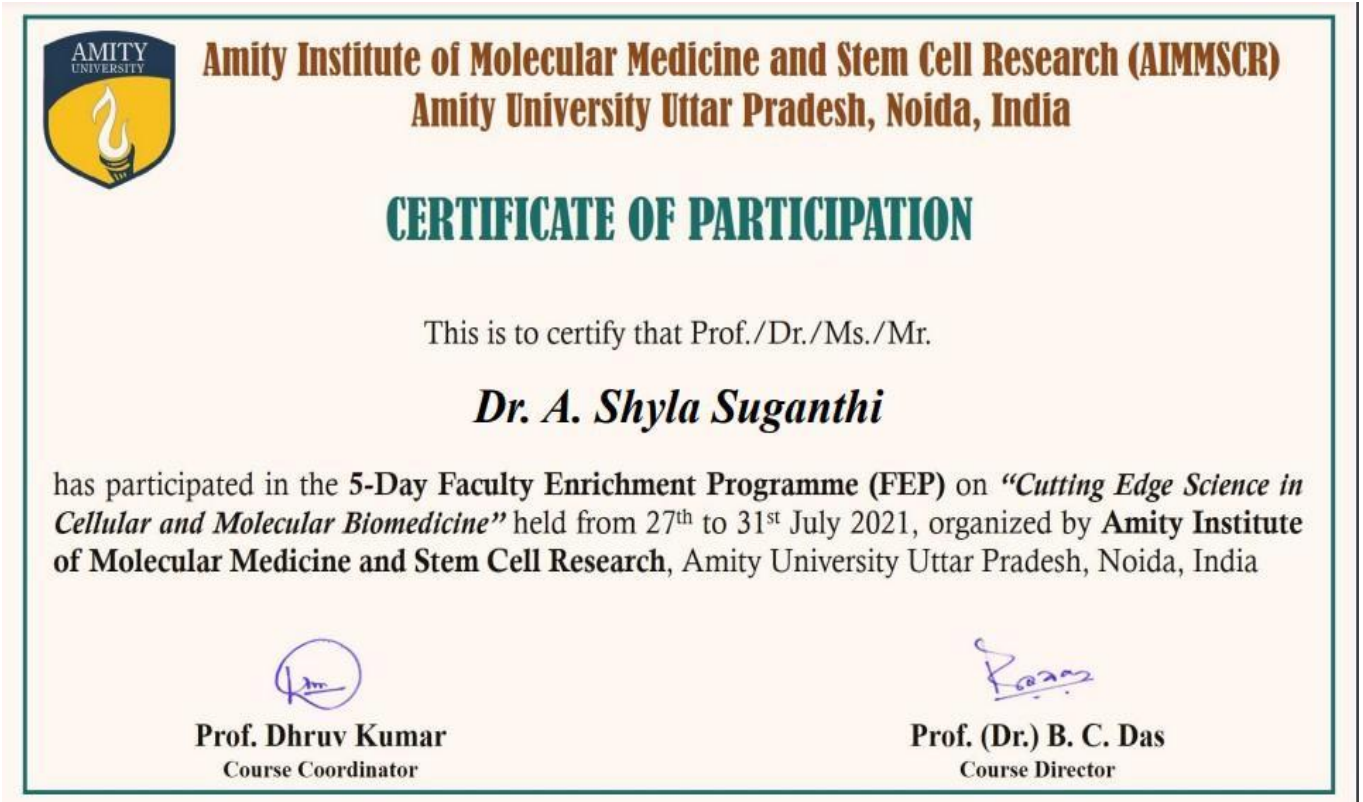 AMITY
UNIVERSITY
Amity Institute of Molecular Medicine and Stem Cell Research (AIMMSCR)
Amity University Uttar Pradesh, Noida, India
CERTIFICATE OF PARTICIPATION
This is to certify that Prof./Dr./Ms./Mr.
Dr. A. Shyla Suganthi
has participated in the 5-Day Faculty Enrichment Programme (FEP) on “Cutting Edge Science in
Cellular and Molecular Biomedicine” held from 27th to 31st July 2021, organized by Amity Institute
of Molecular Medicine and Stem Cell Research, Amity University Uttar Pradesh, Noida, India
Prof. Dhruv Kumar
Course Coordinator
Prof. (Dr.) B. C. Das
Course Director